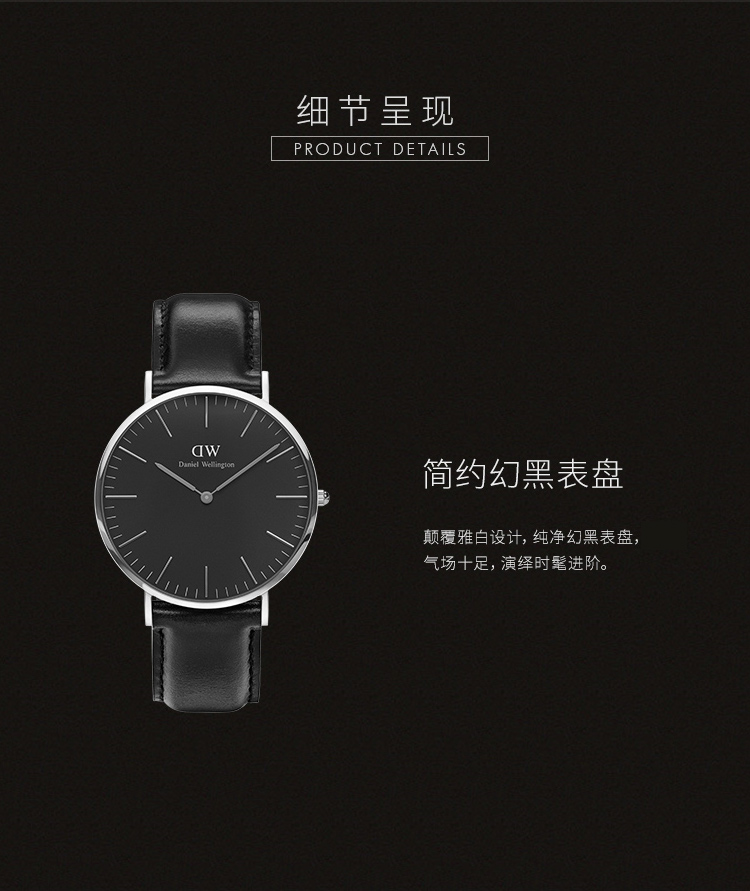 细节呈现
PRODUCT DETAILS
DW
Daniel Wellington
简约幻黑表盘
颠覆雅白设计，纯净幻黑表盘，
气场十足，演绎时髦进阶。